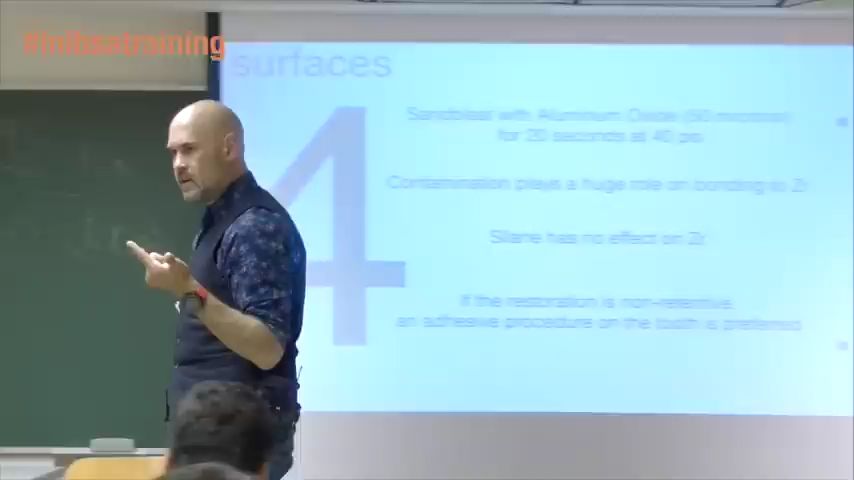 #inibsatraining
surfaces
4
Sandblast with Aluminum Oxide (50 microns)
for 20 seconds at 40 psi
Contamination plays a huge role on bonding to Zr
Silane has no effect on Zr
If the restoration is non-retentive,
an adhesive procedure on the tooth is preferred